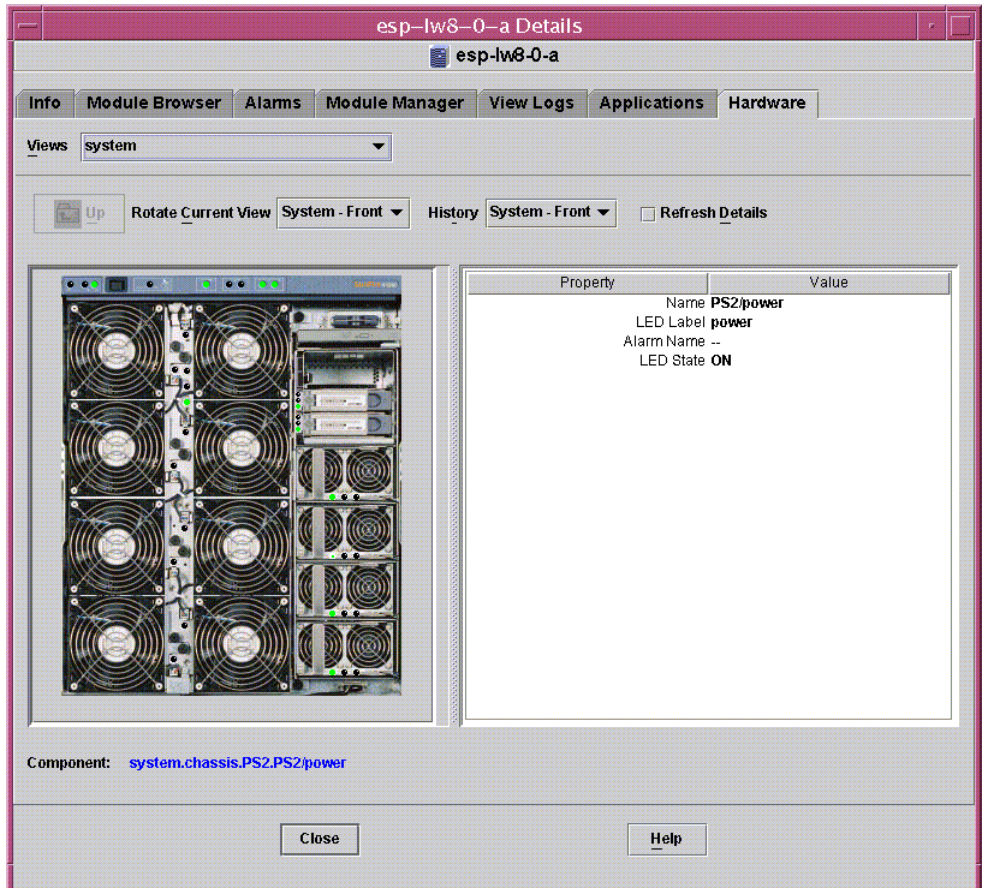 esp–lw8–0–a Details
esp-lw8-0-a
Info Module Browser Alarms Module Manager View Logs Applications Hardware
Views system
Up Rotate Current View System - Front History System - Front Refresh Details
Property Value
Name PS2/power
LED Label power
Alarm Name --
LED State ON
Component: system.chassis.PS2.PS2/power
Close Help